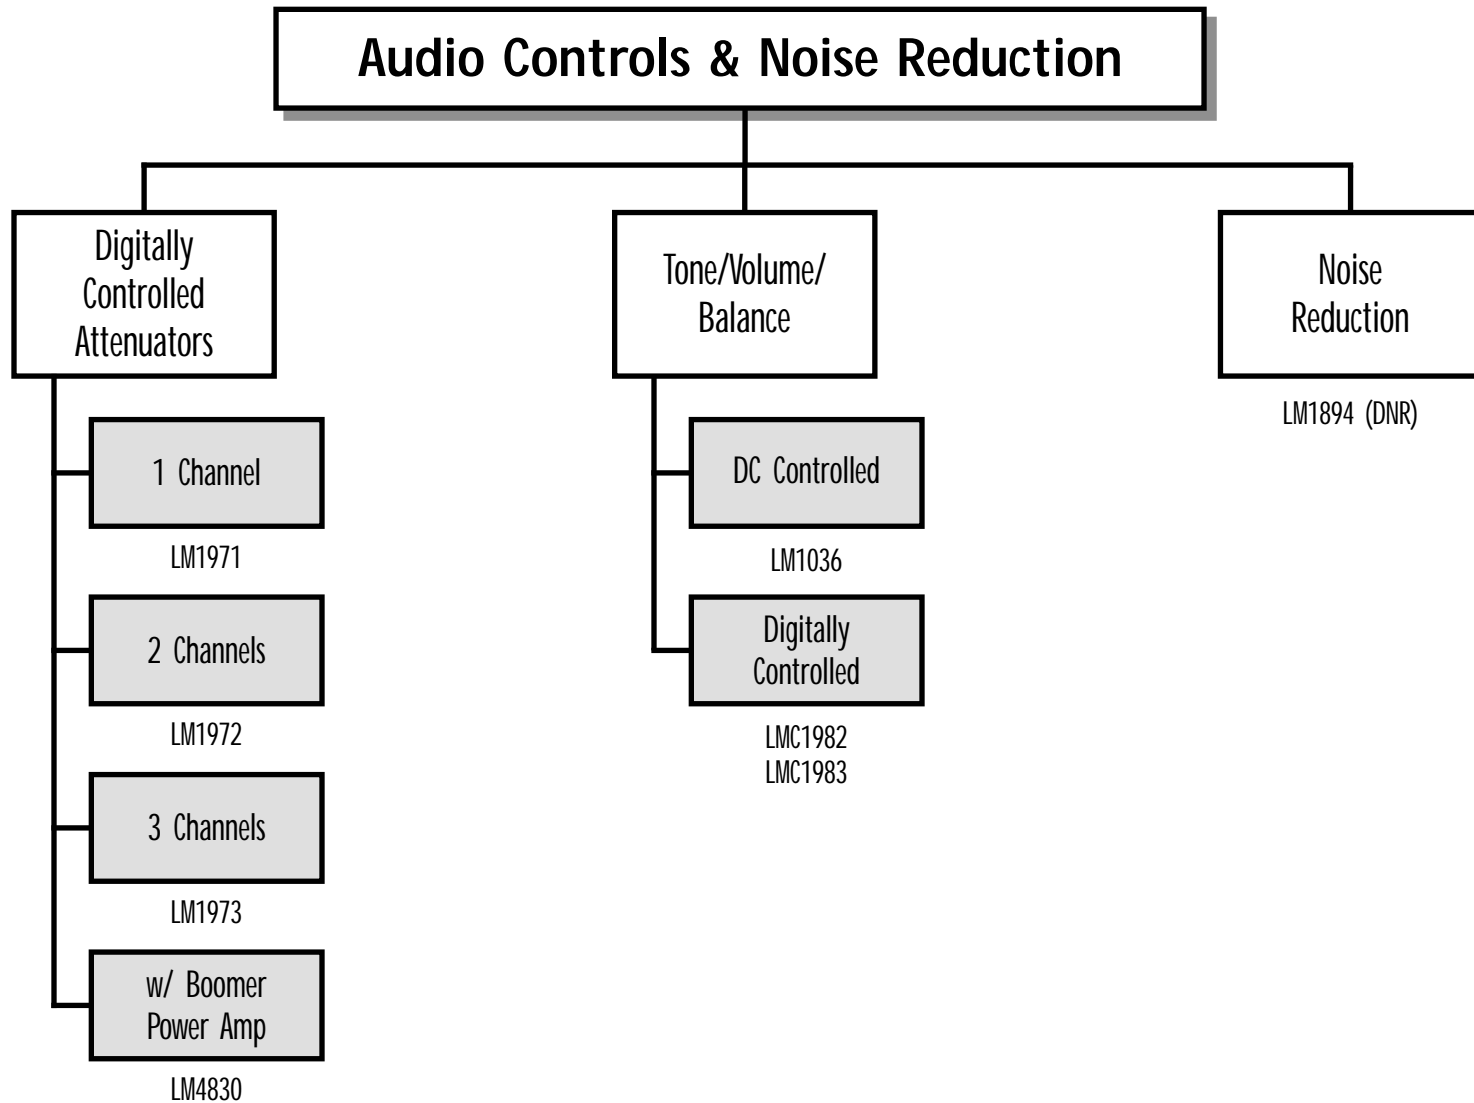 Audio Controls & Noise Reduction
Digitally
Controlled
Attenuators
1 Channel
LM1971
2 Channels
LM1972
3 Channels
LM1973
w/ Boomer
Power Amp
LM4830
Tone/Volume/
Balance
DC Controlled
LM1036
Digitally
Controlled
LMC1982
LMC1983
Noise
Reduction
LM1894 (DNR)